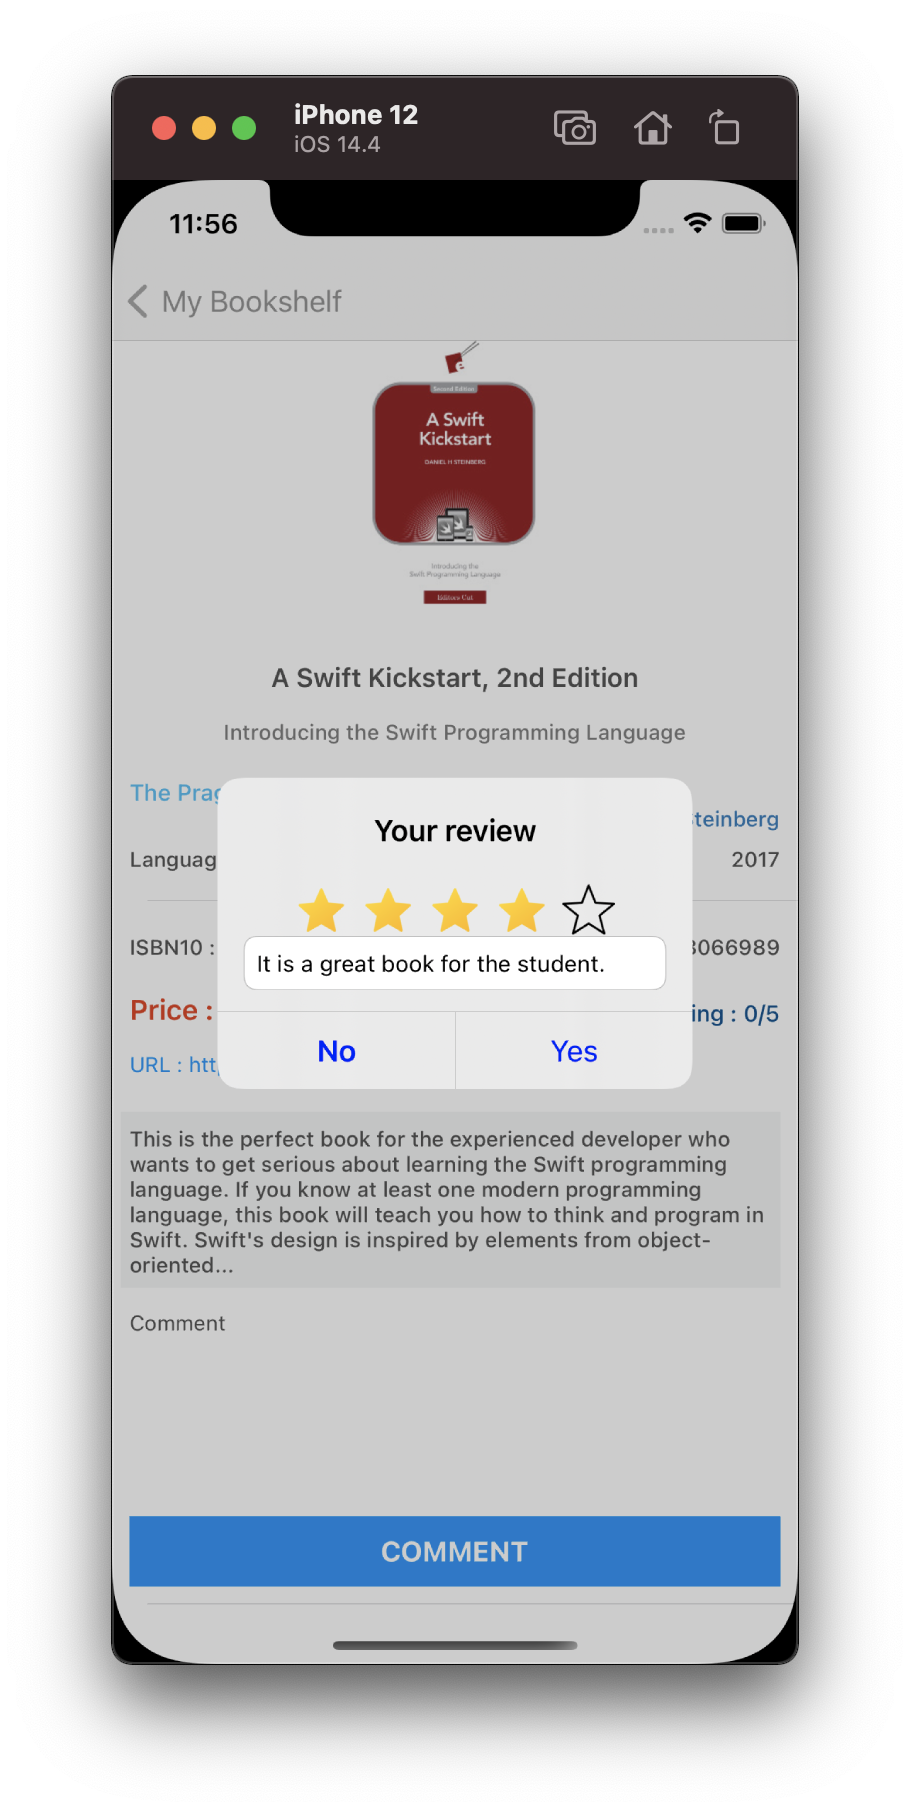 iPhone 12
iOS 14.4
11:56
My Bookshelf
e
Second Edition
A Swift
Kickstart
DANIEL H STEINBERG
Introducing the
Swift Programming Language
Editors Cut
A Swift Kickstart, 2nd Edition
Introducing the Swift Programming Language
The Prag
teinberg
Languag 2017
Your review
ISBN10 : 3066989
It is a great book for the student.
Price : ing : 0/5
No Yes
URL : htt
This is the perfect book for the experienced developer who
wants to get serious about learning the Swift programming
language. If you know at least one modern programming
language, this book will teach you how to think and program in
Swift. Swift's design is inspired by elements from object-
oriented...
Comment
COMMENT